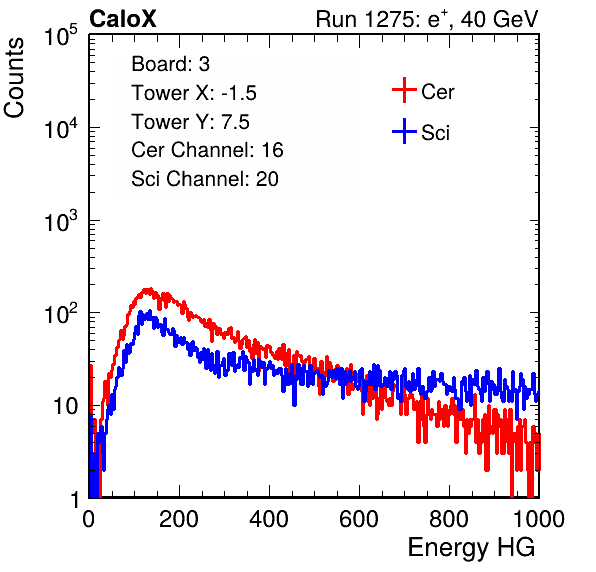 CaloX Run 1275: e⁺, 40 GeV
Counts
10⁵
10⁴
10³
10²
10
1
Board: 3
Tower X: -1.5
Tower Y: 7.5
Cer Channel: 16
Sci Channel: 20
Cer
Sci
0 200 400 600 800 1000
Energy HG